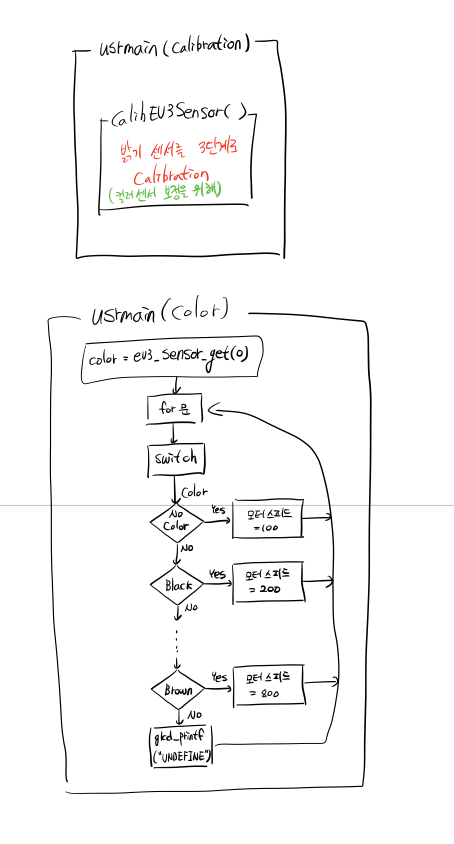 usrmain(Calibration)
CalibEV3Sensor( )
밝기 센서를 3단계로
Calibration
(컬러센서 보정을 위해)
usrmain(Color)
color = ev3_sensor_get(0)
for문
switch
Color
No
Color
Yes
모터스피드
=100
No
Black
Yes
모터스피드
= 200
No
Brown
Yes
모터스피드
= 800
No
glcd_printf
("UNDEFINE")